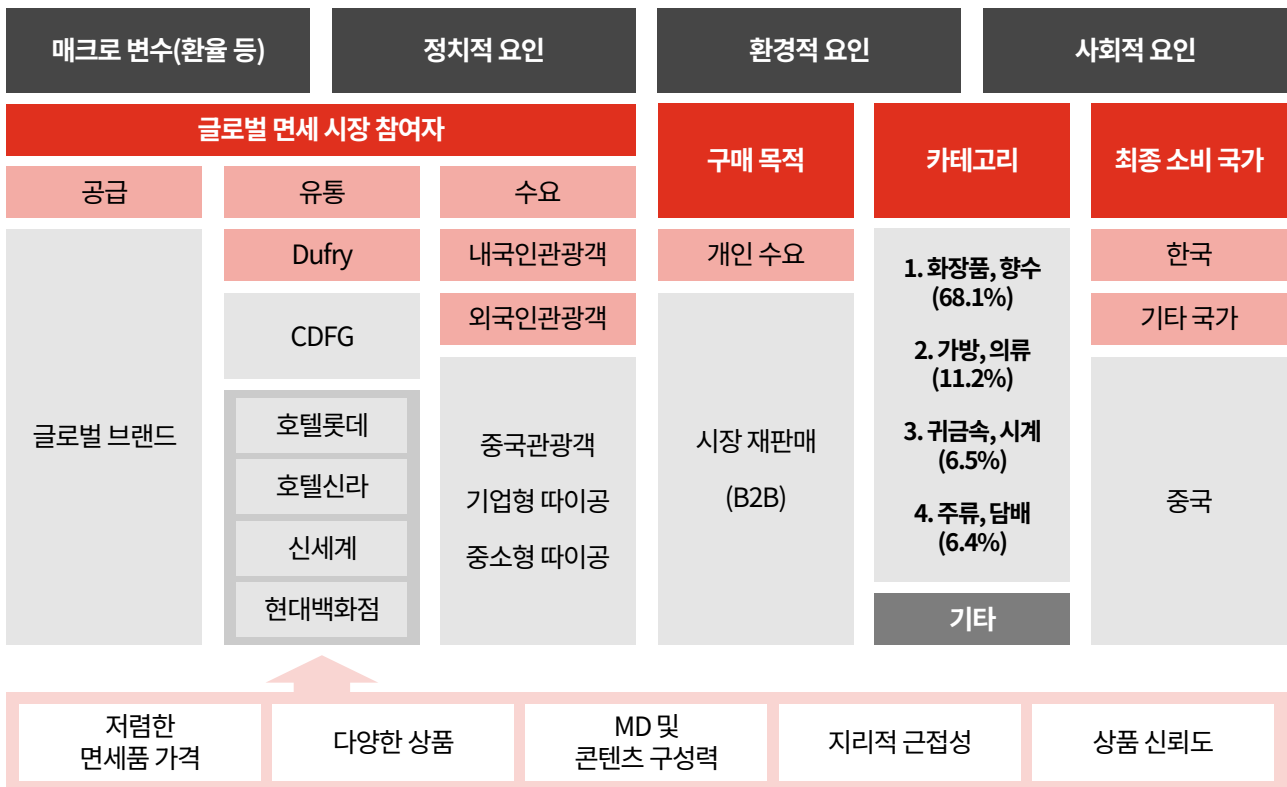 매크로 변수(환율 등)
정치적 요인
환경적 요인
사회적 요인
글로벌 면세 시장 참여자
구매 목적
카테고리
최종 소비 국가
공급
유통
수요
글로벌 브랜드
Dufry
CDFG
호텔롯데
호텔신라
신세계
현대백화점
내국인관광객
외국인관광객
중국관광객
기업형 따이공
중소형 따이공
개인 수요
시장 재판매
(B2B)
1. 화장품, 향수
(68.1%)
2. 가방, 의류
(11.2%)
3. 귀금속, 시계
(6.5%)
4. 주류, 담배
(6.4%)
기타
한국
기타 국가
중국
저렴한
면세품 가격
다양한 상품
MD 및
콘텐츠 구성력
지리적 근접성
상품 신뢰도